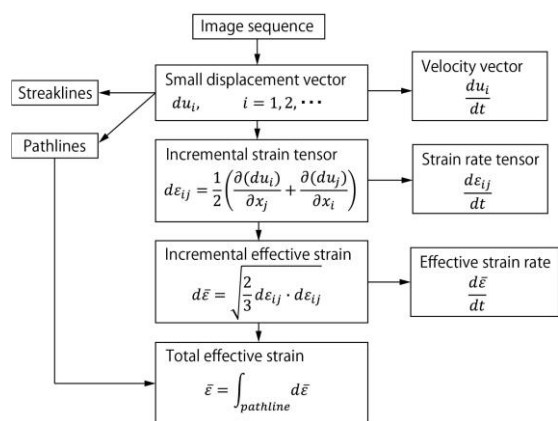 Image sequence
Small displacement vector
du_i, i = 1, 2, ⋯
Velocity vector
du_i/dt
Streaklines
Pathlines
Incremental strain tensor
dε_ij = 1/2 (∂(du_i)/∂x_j + ∂(du_j)/∂x_i)
Strain rate tensor
dε_ij/dt
Incremental effective strain
dε̄ = √(2/3 dε_ij · dε_ij)
Effective strain rate
dε̄/dt
Total effective strain
ε̄ = ∫_pathline dε̄